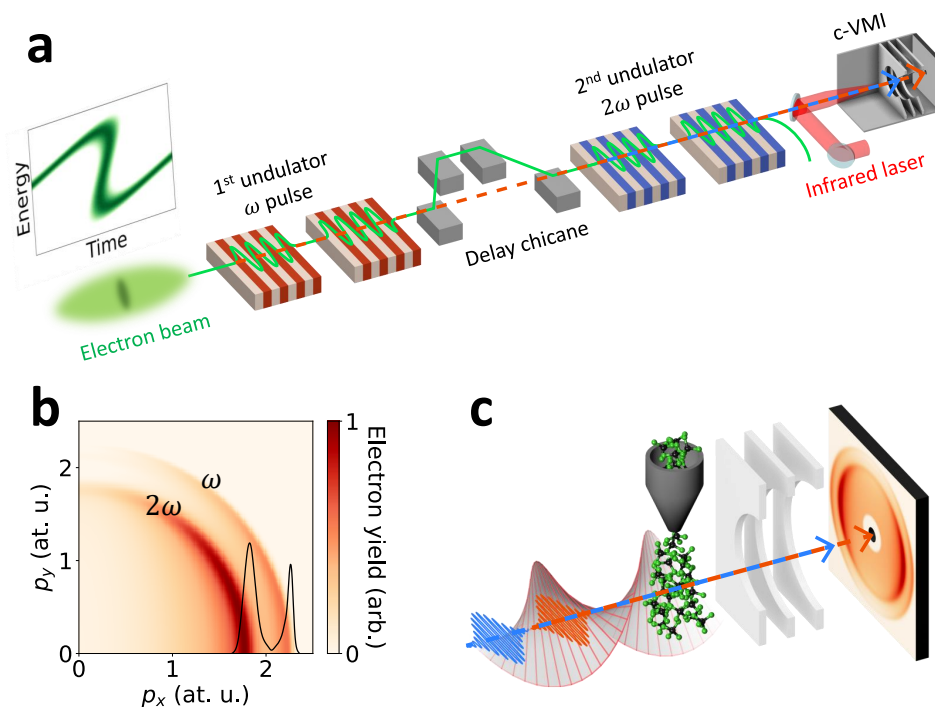 a
c-VMI
2nd undulator
2ω pulse
1st undulator
ω pulse
Energy
Time
Infrared laser
Delay chicane
Electron beam
b
c
1
0
Electron yield (arb.)
ω
2ω
2
1
0
py (at. u.)
0
1
2
px (at. u.)